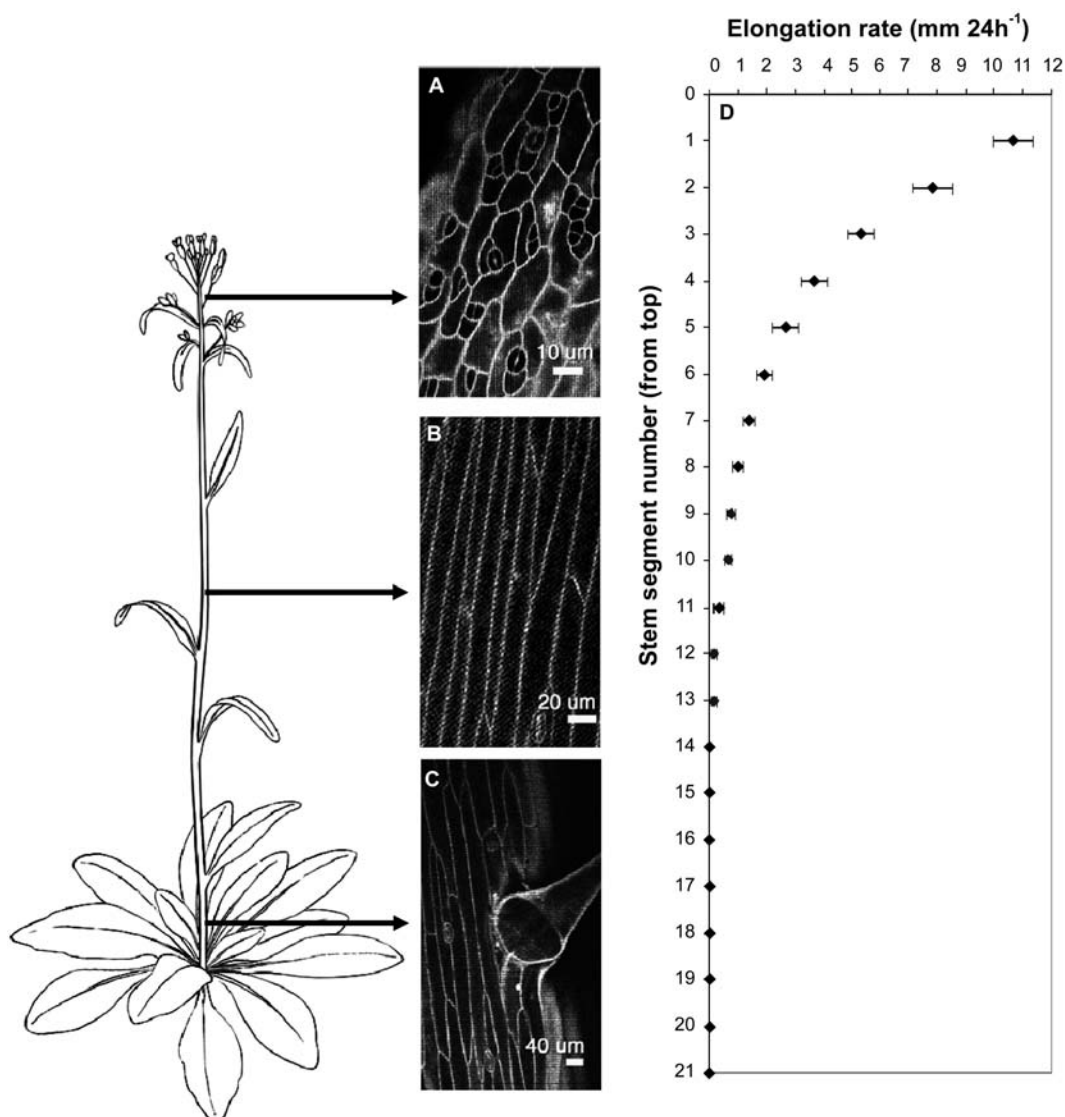 Elongation rate (mm 24h⁻¹)
0 1 2 3 4 5 6 7 8 9 10 11 12
A
10 um
B
20 um
C
40 um
D
Stem segment number (from top)
0
1
2
3
4
5
6
7
8
9
10
11
12
13
14
15
16
17
18
19
20
21